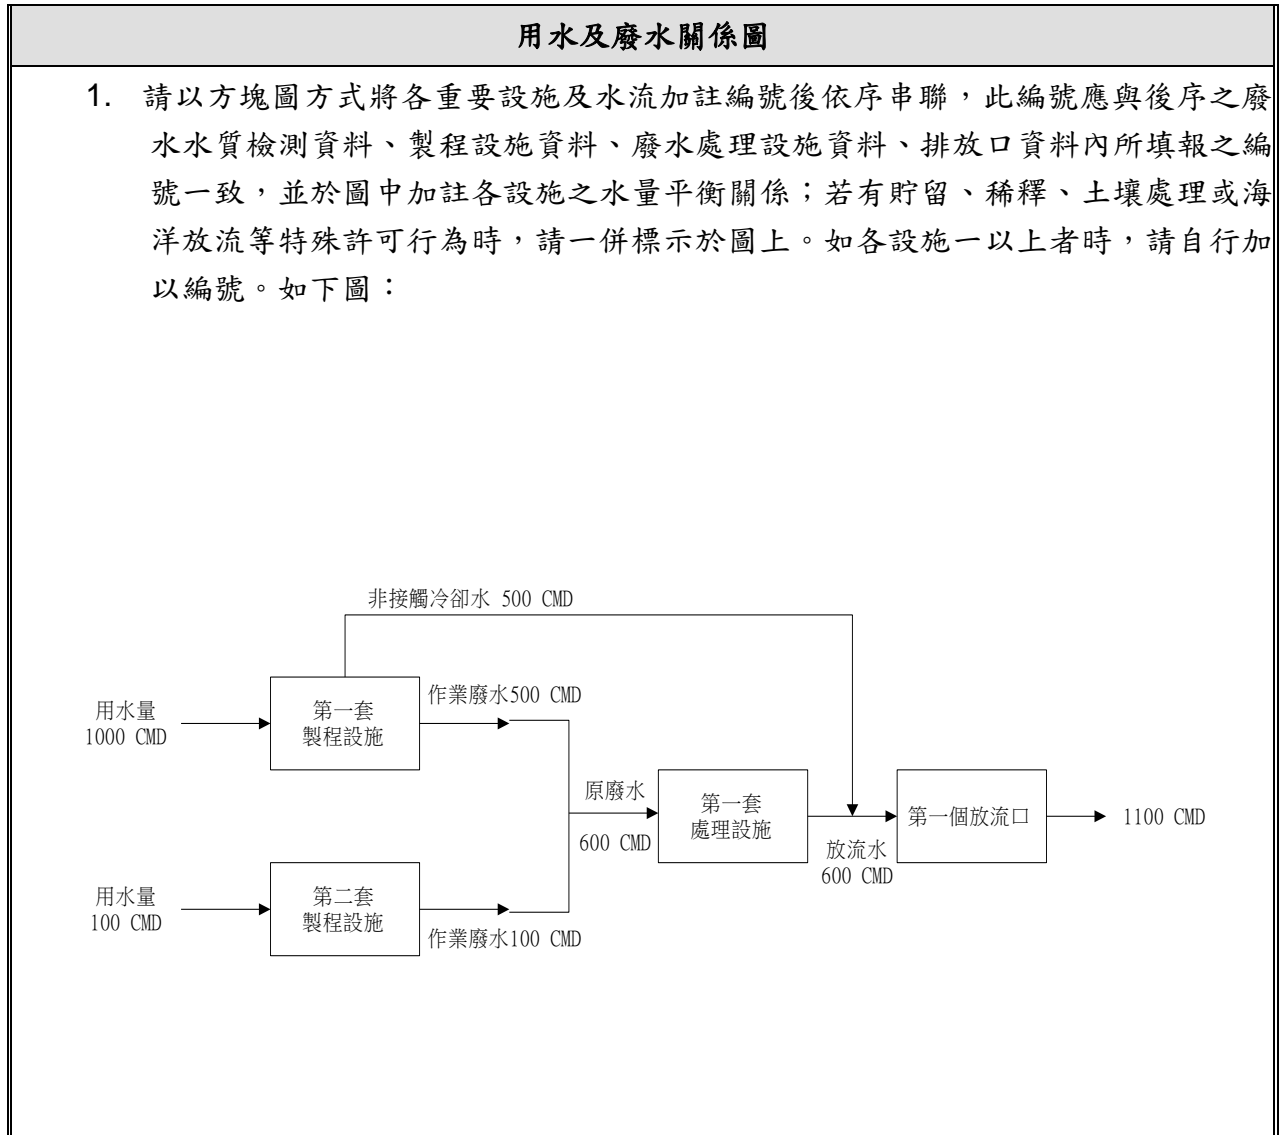 用水及廢水關係圖
1. 請以方塊圖方式將各重要設施及水流加註編號後依序串聯，此編號應與後序之廢
水水質檢測資料、製程設施資料、廢水處理設施資料、排放口資料內所填報之編
號一致，並於圖中加註各設施之水量平衡關係；若有貯留、稀釋、土壤處理或海
洋放流等特殊許可行為時，請一併標示於圖上。如各設施一以上者時，請自行加
以編號。如下圖：
非接觸冷卻水 500 CMD
用水量
1000 CMD
第一套
製程設施
作業廢水500 CMD
原廢水
600 CMD
第一套
處理設施
放流水
600 CMD
第一個放流口
1100 CMD
用水量
100 CMD
第二套
製程設施
作業廢水100 CMD